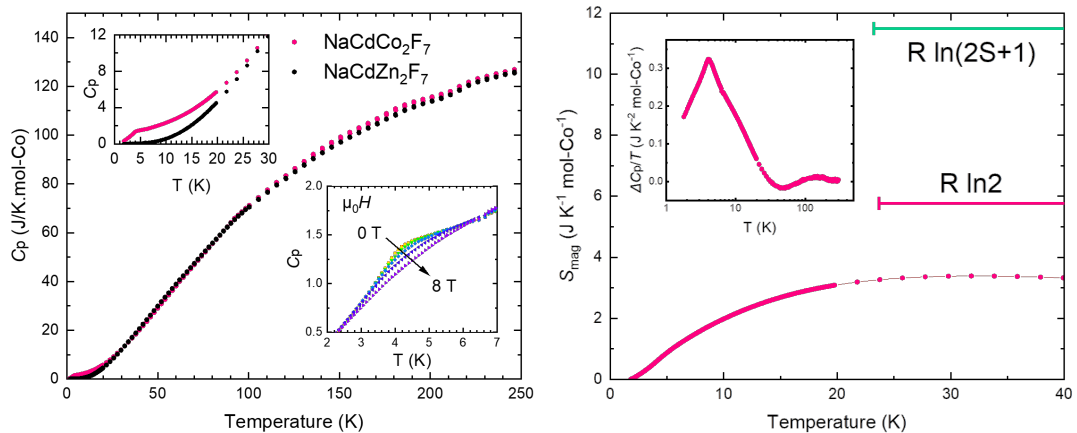 140
120
100
80
60
40
20
0
Cp (J/K.mol-Co)
0 50 100 150 200 250
Temperature (K)
NaCdCo₂F₇
NaCdZn₂F₇
12
8
4
0
Cp
0 10 20 30
T (K)
2.0
1.5
1.0
0.5
Cp
μ₀H
0 T
8 T
2 3 4 5 6 7
T (K)
12
10
8
6
4
2
0
Smag (J K⁻¹ mol-Co⁻¹)
0 10 20 30 40
Temperature (K)
R ln(2S+1)
R ln2
0.3
0.2
0.1
0.0
ΔCp/T (J K⁻² mol-Co⁻¹)
1 10 100
T (K)